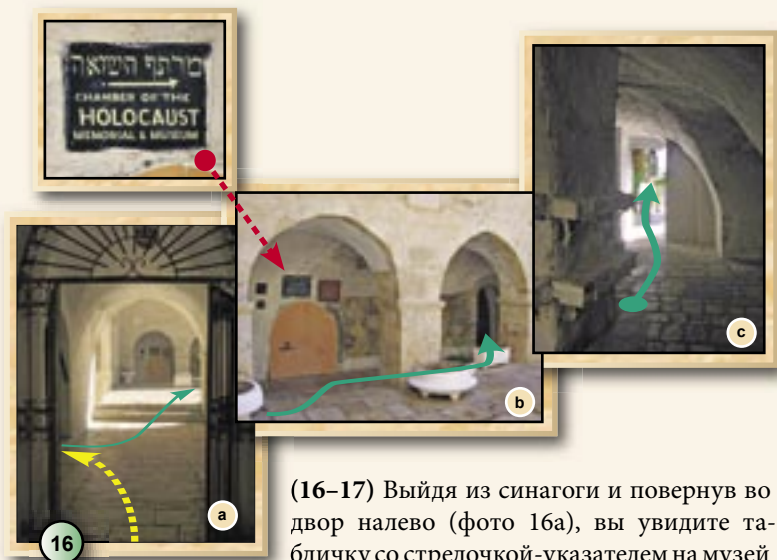 מרתף השואה
CHAMBER OF THE
HOLOCAUST
MEMORIAL & MUSEUM
c
b
a
16
(16–17) Выйдя из синагоги и повернув во
двор налево (фото 16a), вы увидите та-
бличку со стрелочкой-указателем на музей